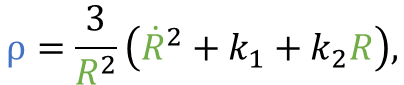 ρ = 3/R² (Ṙ² + k₁ + k₂R),